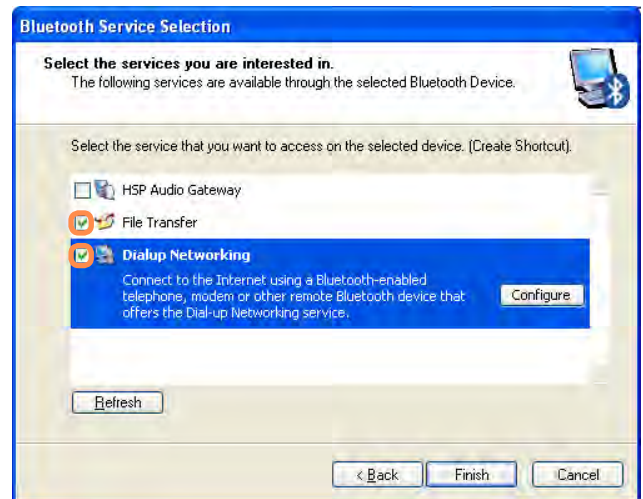 Bluetooth Service Selection
Select the services you are interested in.
The following services are available through the selected Bluetooth Device.
Select the service that you want to access on the selected device. (Create Shortcut).
HSP Audio Gateway
File Transfer
Dialup Networking
Connect to the Internet using a Bluetooth-enabled
telephone, modem or other remote Bluetooth device that
offers the Dial-up Networking service.
Configure
Refresh
< Back
Finish
Cancel